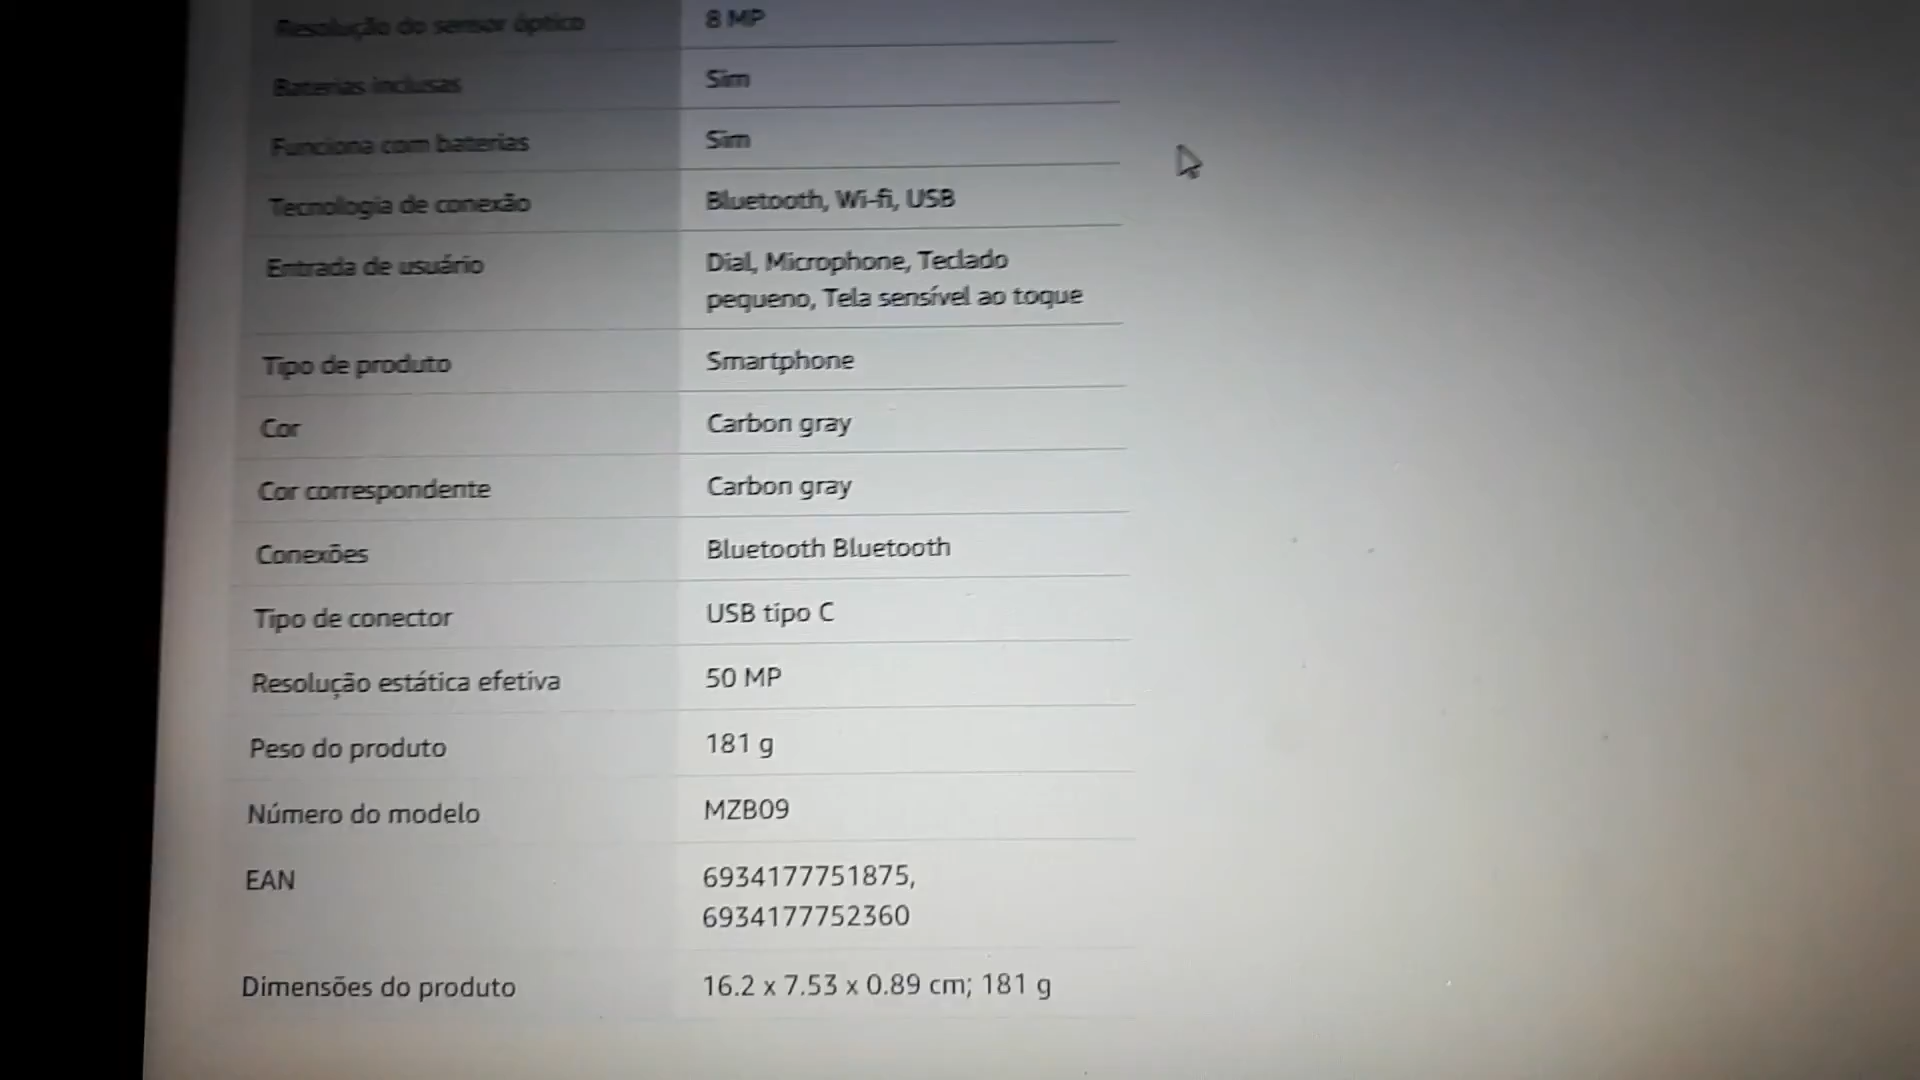 Resolução do sensor óptico 8 MP
Baterias inclusas Sim
Funciona com baterias Sim
Tecnologia de conexão Bluetooth, Wi-fi, USB
Entrada de usuário Dial, Microphone, Teclado
pequeno, Tela sensível ao toque
Tipo de produto Smartphone
Cor Carbon gray
Cor correspondente Carbon gray
Conexões Bluetooth Bluetooth
Tipo de conector USB tipo C
Resolução estática efetiva 50 MP
Peso do produto 181 g
Número do modelo MZB09
EAN 6934177751875,
6934177752360
Dimensões do produto 16.2 x 7.53 x 0.89 cm; 181 g